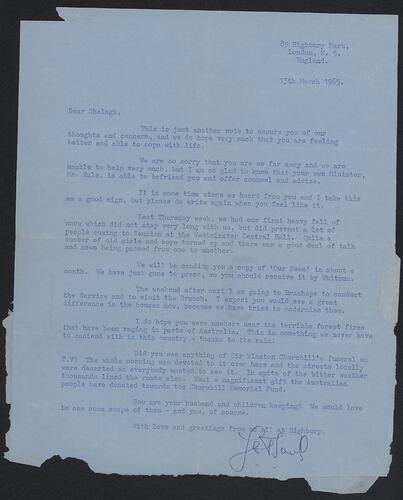 85 Highbury Park,
London, N. 5.
England.
13th March 1965.
Dear Shelagh,
This is just another note to assure you of our
thoughts and concern, and we do hope very much that you are feeling
better and able to cope with life.
We are so sorry that you are so far away and we are
unable to help very much, but I am so glad to know that your own Minister,
Mr. Rule, is able to befriend you and offer counsel and advice.
It is some time since we heard from you and I take this
as a good sign, but please do write again when you feel like it.
Last Thursday week, we had our first heavy fall of
snow which did not stay very long with us, but did prevent a lot of
people coming to Reunion at the Westminster Central Hall. Quite a
number of old girls and boys turned up and there was a good deal of talk
and news being passed from one to another.
We will be sending you a copy of 'Our News' in about a
month. We have just gone to press, so you should receive it by Whitsun.
The weekend after next I am going to Bramhope to conduct
the Service and to visit the Branch. I expect you would see a great
difference in the houses now, because we have tried to modernise them.
I do hope you were nowhere near the terrible forest fires
that have been raging in parts of Australia. This is something we never have
to contend with in this country - thanks to the rain!
Did you see anything of Sir Winston Churchill's funeral on
T.V? The whole morning was devoted to it over here and the streets locally
were deserted as everybody wanted to see it. In spite of the bitter weather
thousands lined the route also. What a magnificent gift the Australian
people have donated towards the Churchill Memorial Fund.
How are your husband and children keeping? We would love
to see some snaps of them - and you, of course.
With love and greetings from us all at Highbury.